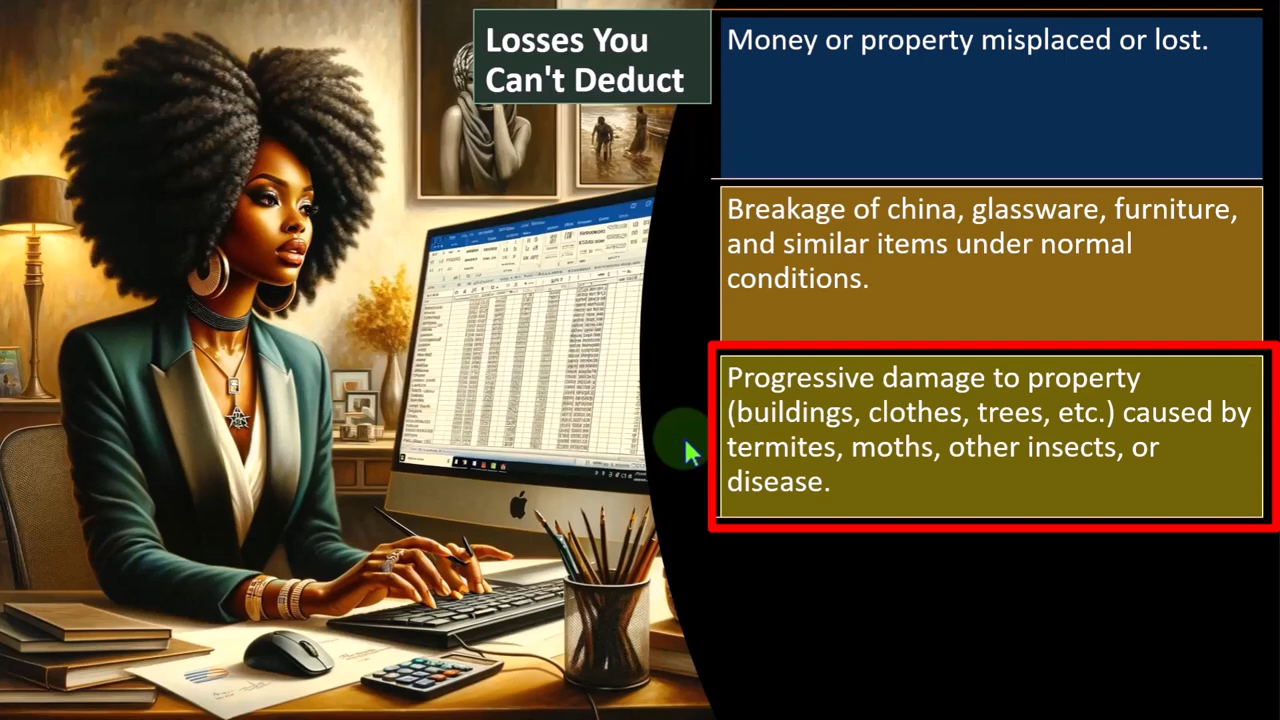 Losses You
Can't Deduct
Money or property misplaced or lost.
Breakage of china, glassware, furniture,
and similar items under normal
conditions.
Progressive damage to property
(buildings, clothes, trees, etc.) caused by
termites, moths, other insects, or
disease.